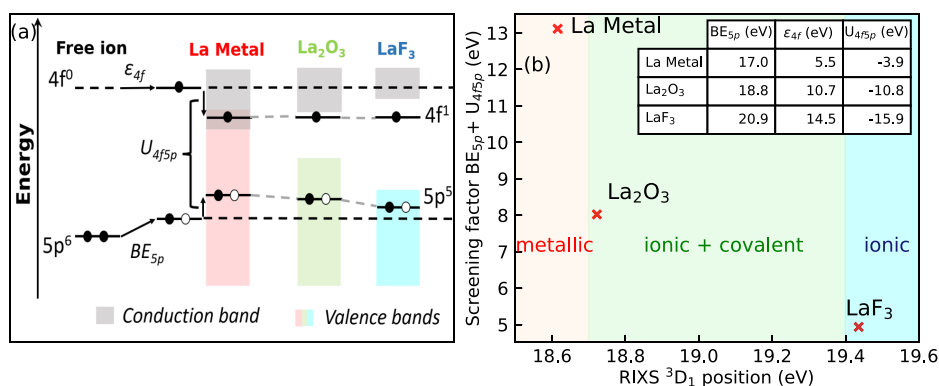 (a)
Free ion
La Metal
La₂O₃
LaF₃
4f⁰
ε4f
4f¹
U4f5p
5p⁵
5p⁶
BE5p
Energy
Conduction band
Valence bands
(b)
La Metal
BE5p (eV) ε4f (eV) U4f5p (eV)
La Metal 17.0 5.5 -3.9
La₂O₃ 18.8 10.7 -10.8
LaF₃ 20.9 14.5 -15.9
La₂O₃
metallic
ionic + covalent
ionic
LaF₃
Screening factor BE5p+ U4f5p (eV)
13
12
11
10
9
8
7
6
5
18.6 18.8 19.0 19.2 19.4 19.6
RIXS ³D₁ position (eV)